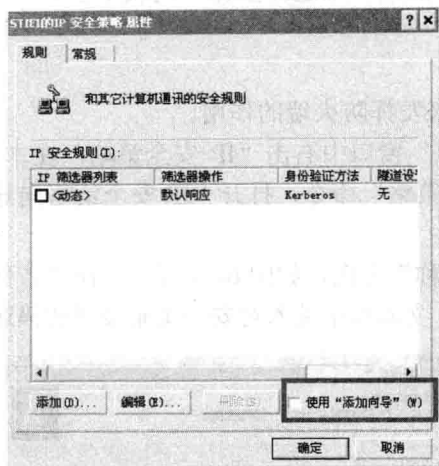 STIEI的IP 安全策略 属性
规则 常规
和其它计算机通讯的安全规则
IP 安全规则(I):
IP 筛选器列表 筛选器操作 身份验证方法 隧道设
<动态> 默认响应 Kerberos 无
添加(D)... 编辑(E)... 删除(R) 使用“添加向导”(W)
确定 取消